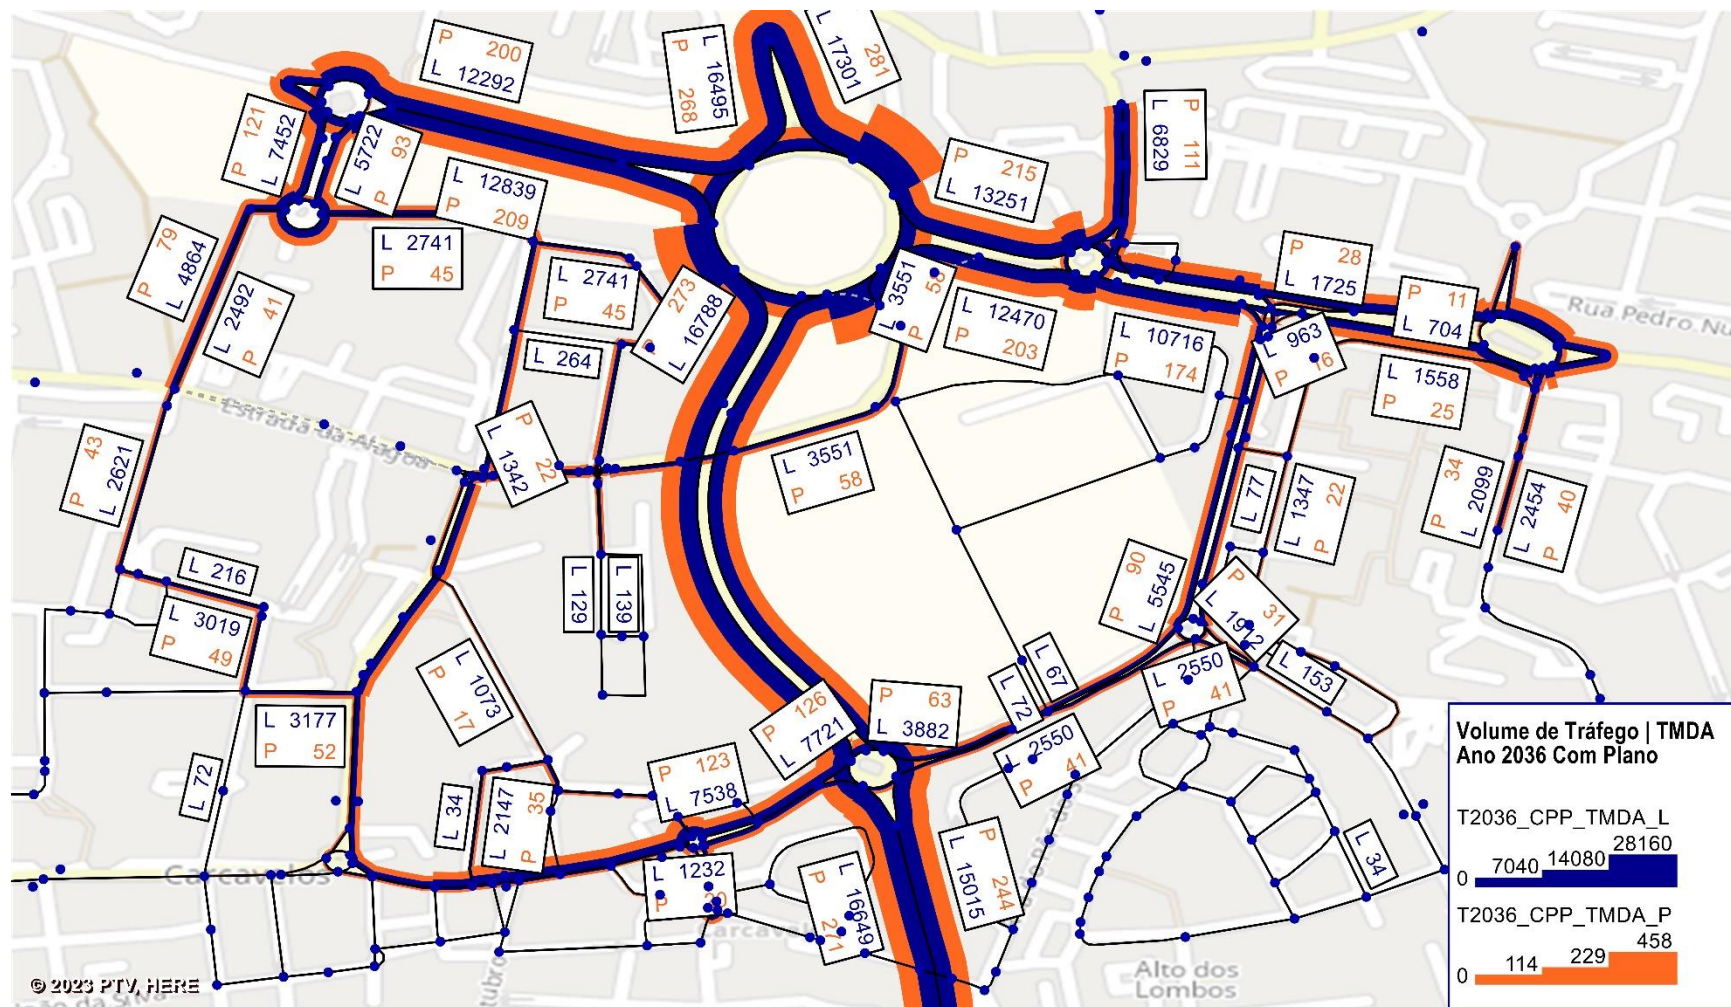 P 200
L 12292
L 16495
P 268
L 17301
281
P 121
L 7452
L 5722
P 93
L 12839
P 209
P 215
L 13251
P 111
L 6829
P 79
L 4864
L 2492
P 41
L 2741
P 45
L 2741
P 45
P 273
L 16788
L 3551
P 58
L 12470
P 203
P 28
L 1725
P 11
L 704
Rua Pedro Nu
L 264
L 10716
P 174
L 963
P 16
L 1558
P 25
Estrada da Alagoa
P 43
L 2621
P 22
L 1342
L 3551
P 58
L 77
L 1347
P 22
P 34
L 2099
L 2454
P 40
L 216
L 3019
P 49
L 129
L 139
P 90
L 5545
P 31
L 1912
L 1073
P 17
L 67
L 72
L 2550
P 41
L 153
L 3177
P 52
P 126
L 7721
P 63
L 3882
L 2550
P 41
L 72
P 123
L 7538
L 34
L 2147
P 35
Carcavelos
L 1232
P
L 16649
P 271
L 15015
P 244
L 34
Alto dos
Lombos
Volume de Tráfego | TMDA
Ano 2036 Com Plano
T2036_CPP_TMDA_L
0 7040 14080 28160
T2036_CPP_TMDA_P
0 114 229 458
© 2023 PTV, HERE